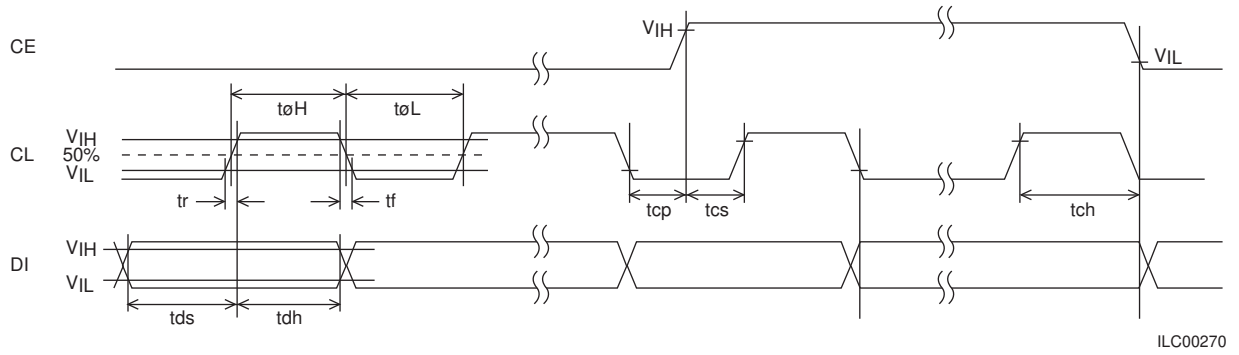 CE
VIH
VIL
tøH
tøL
CL
VIH
50%
VIL
tr
tf
tcp
tcs
tch
DI
VIH
VIL
tds
tdh
ILC00270